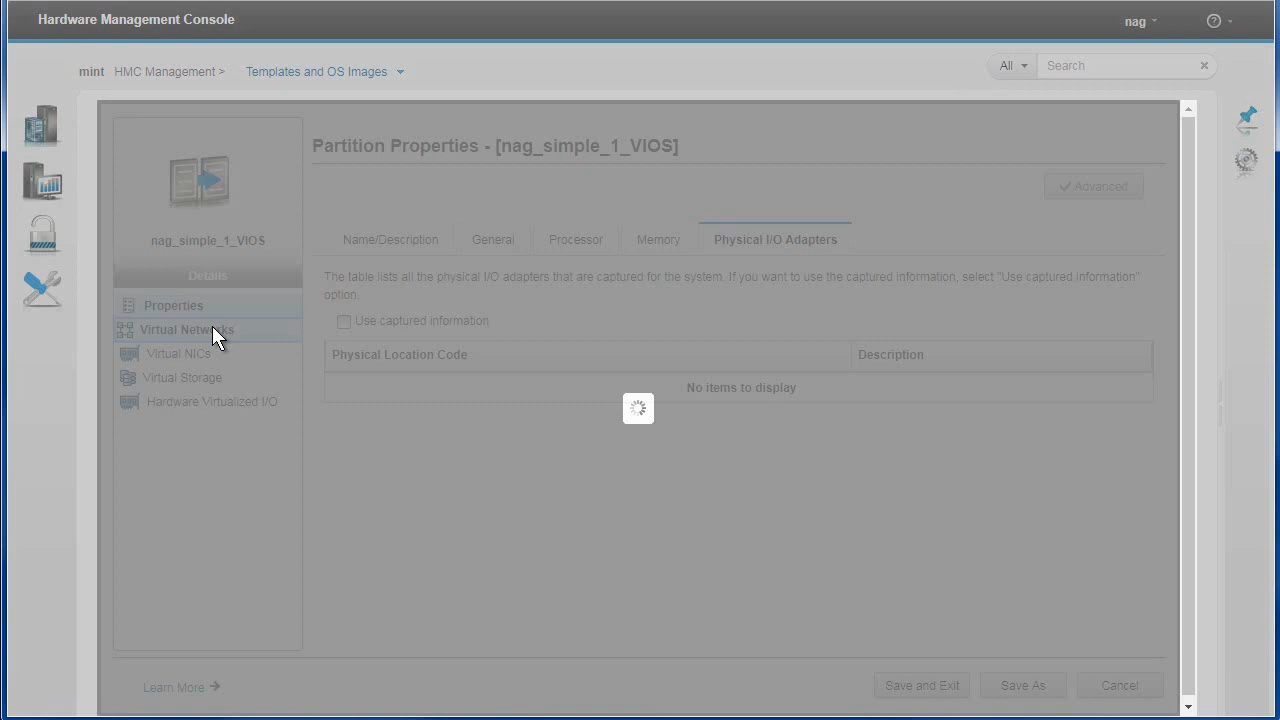 Hardware Management Console
nag
mint HMC Management > Templates and OS Images
All Search
Partition Properties - [nag_simple_1_VIOS]
Advanced
nag_simple_1_VIOS
Details
Properties
Virtual Networks
Virtual NICs
Virtual Storage
Hardware Virtualized I/O
Name/Description General Processor Memory Physical I/O Adapters
The table lists all the physical I/O adapters that are captured for the system. If you want to use the captured information, select "Use captured information"
option.
Use captured information
Physical Location Code Description
No items to display
Learn More
Save and Exit Save As Cancel